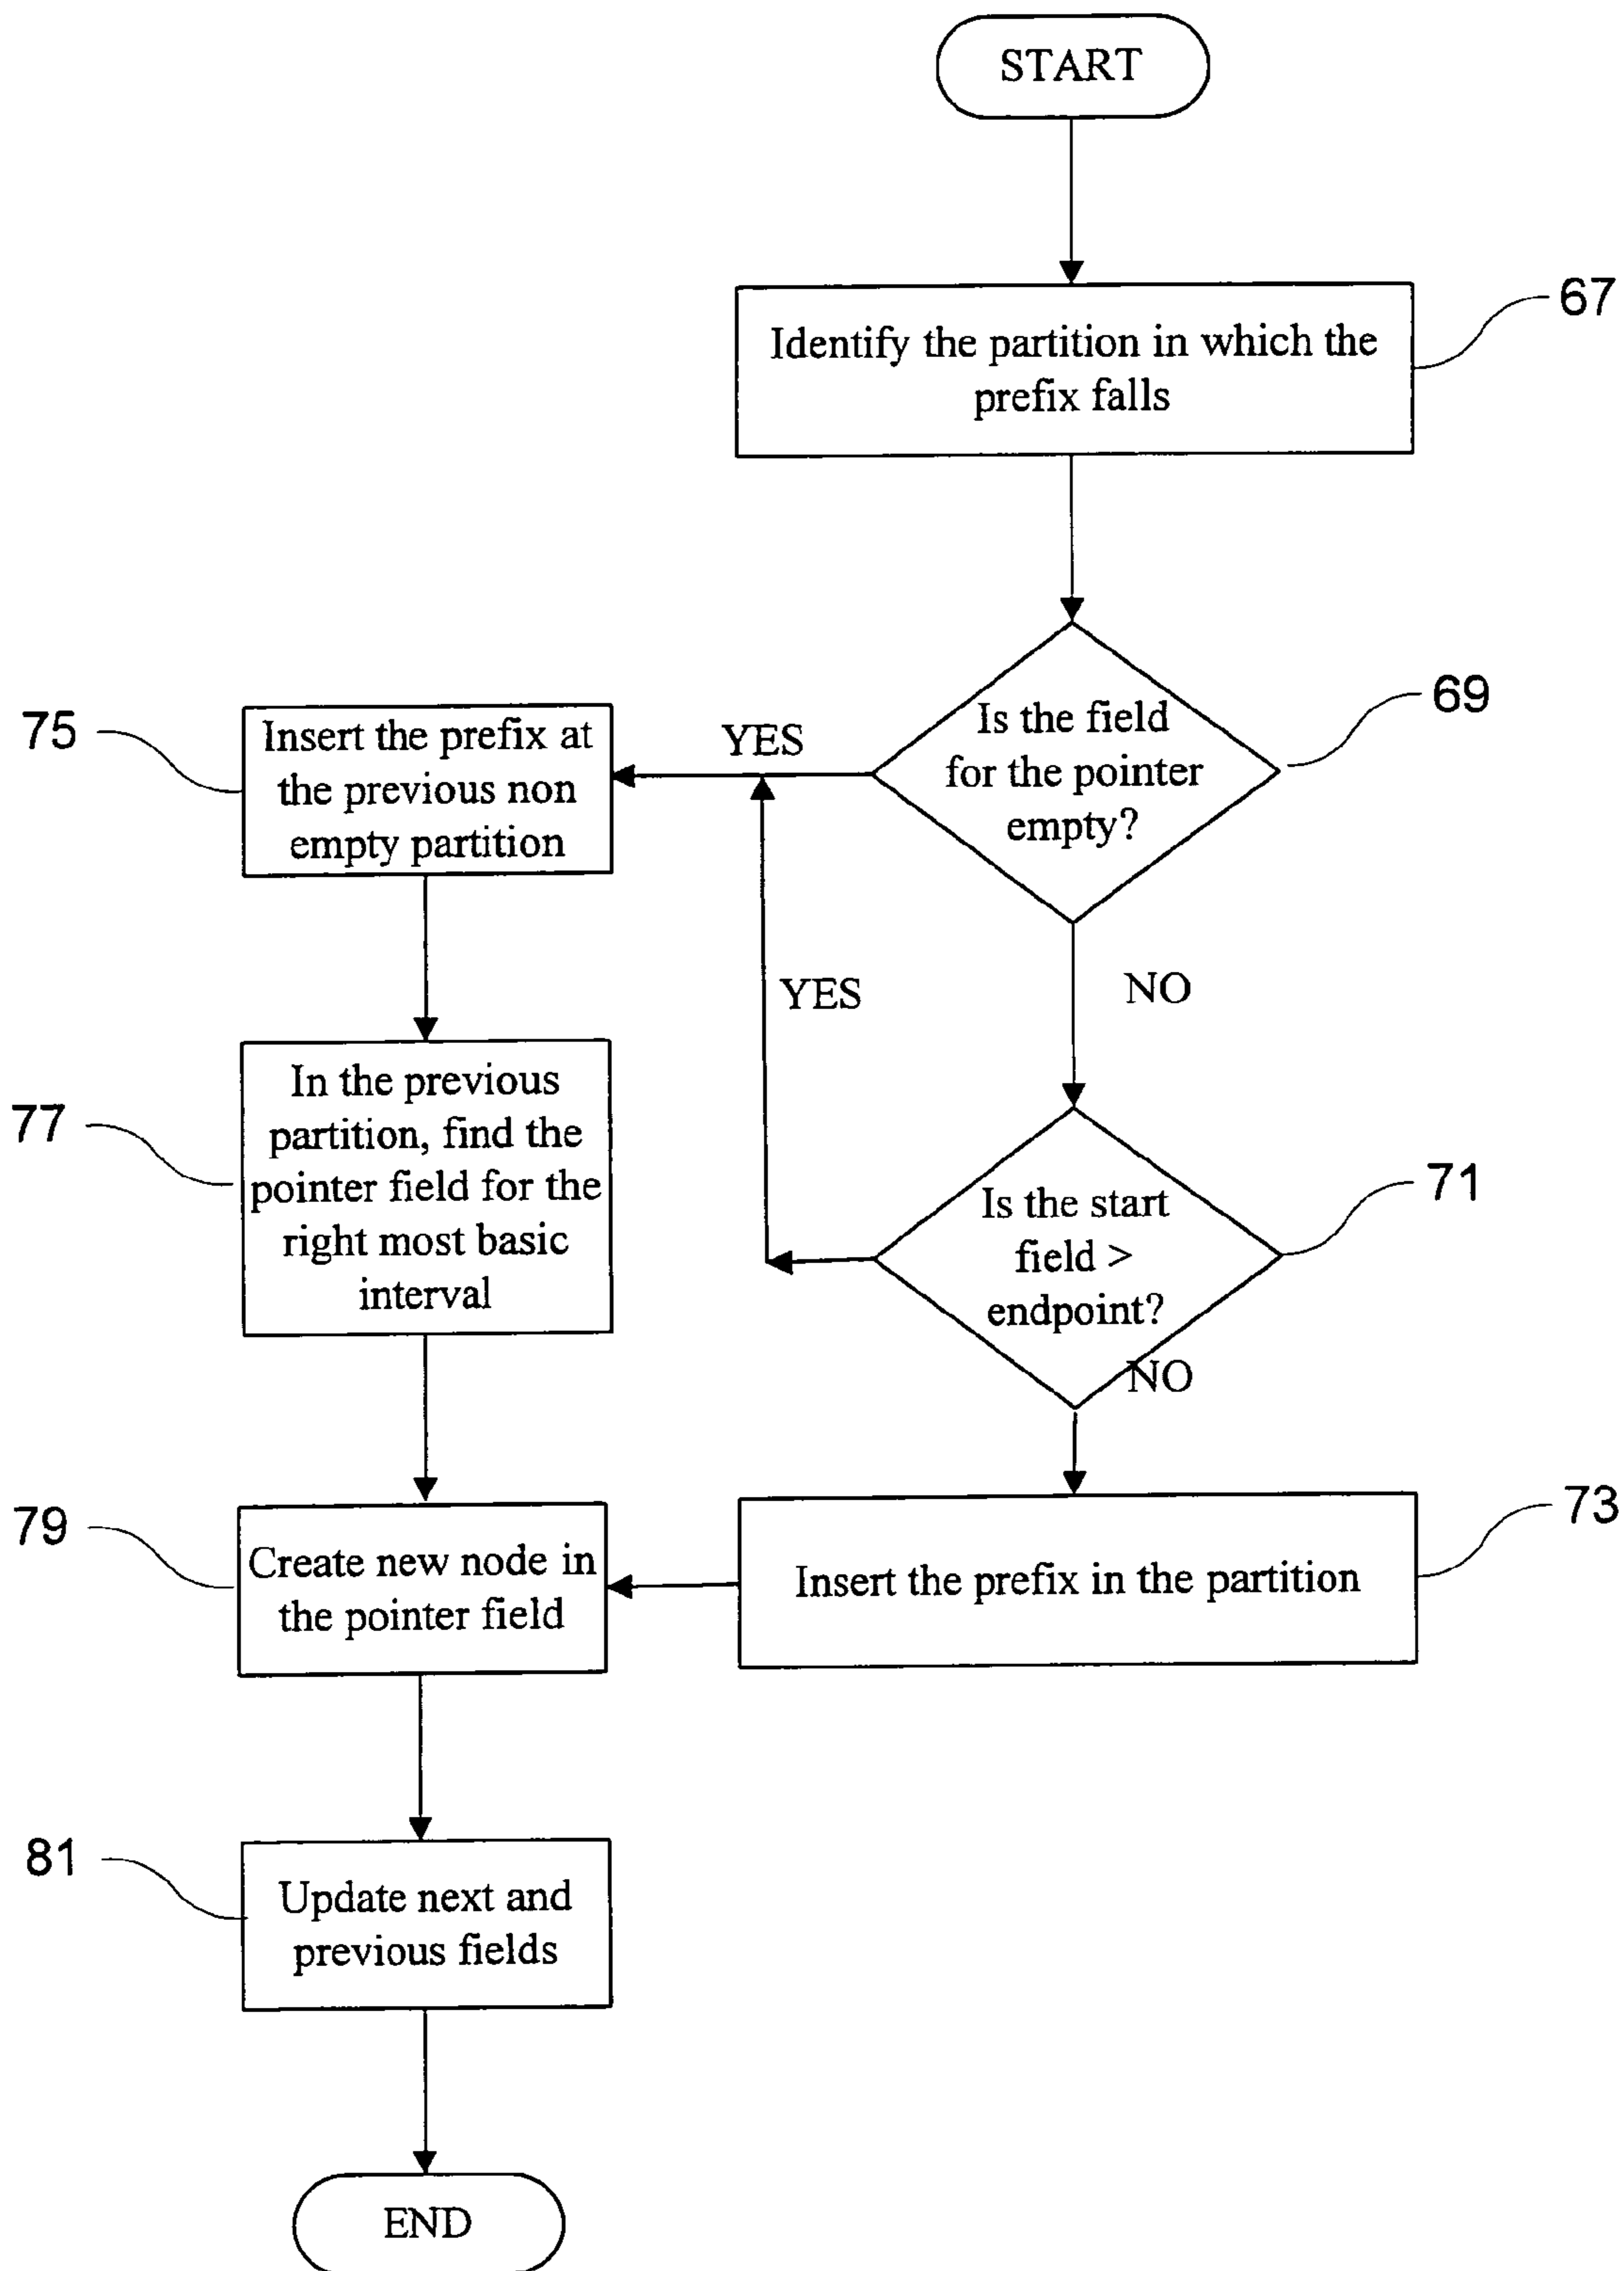 START
67
Identify the partition in which the
prefix falls
69
Is the field
for the pointer
empty?
YES
75
Insert the prefix at
the previous non
empty partition
NO
YES
77
In the previous
partition, find the
pointer field for the
right most basic
interval
71
Is the start
field >
endpoint?
NO
73
Insert the prefix in the partition
79
Create new node in
the pointer field
81
Update next and
previous fields
END